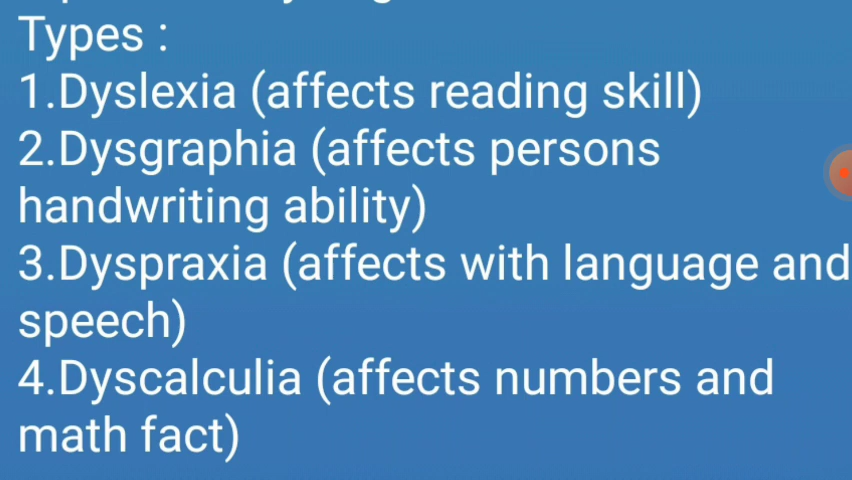 Types :
1.Dyslexia (affects reading skill)
2.Dysgraphia (affects persons
handwriting ability)
3.Dyspraxia (affects with language and
speech)
4.Dyscalculia (affects numbers and
math fact)